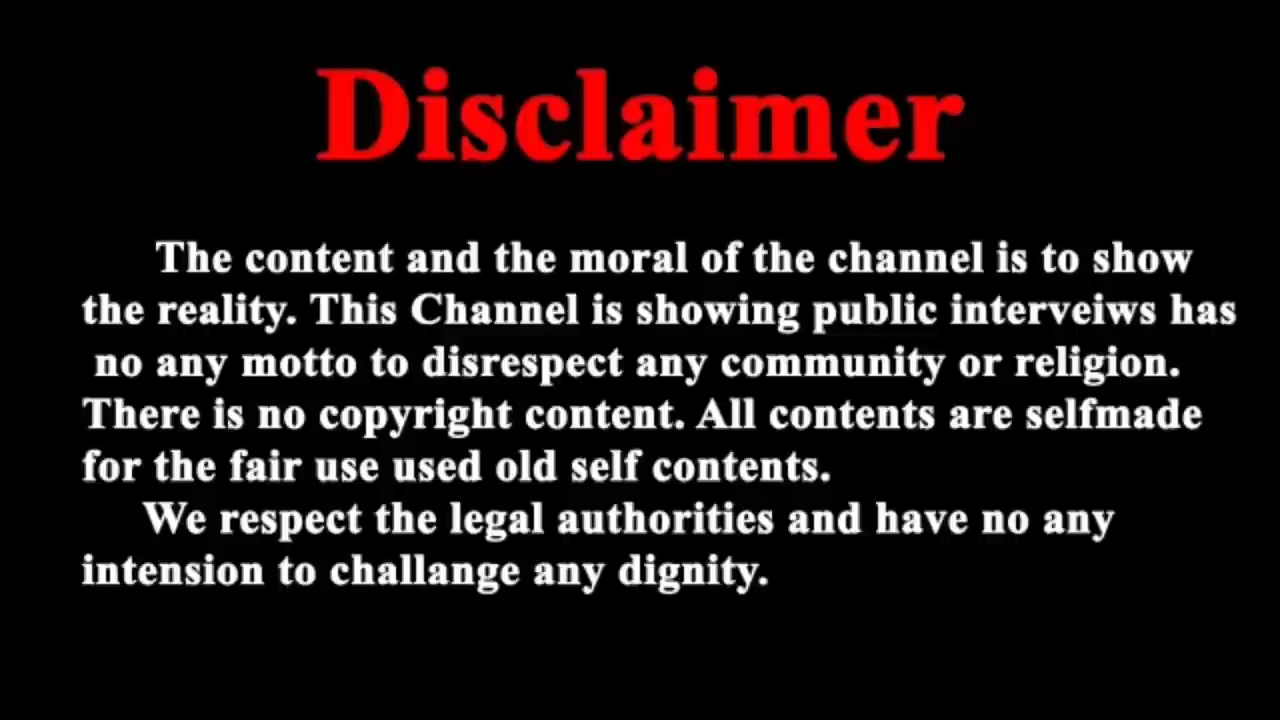 Disclaimer
The content and the moral of the channel is to show
the reality. This Channel is showing public interveiws has
no any motto to disrespect any community or religion.
There is no copyright content. All contents are selfmade
for the fair use used old self contents.
We respect the legal authorities and have no any
intension to challange any dignity.